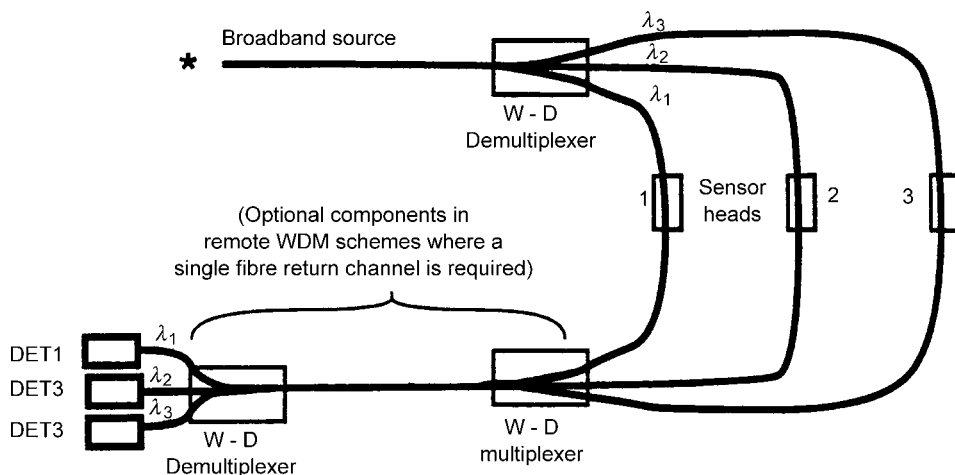 Broadband source
*
λ3
λ2
λ1
W - D
Demultiplexer
1
Sensor
heads
2
3
(Optional components in
remote WDM schemes where a
single fibre return channel is required)
DET1
λ1
DET3
λ2
DET3
λ3
W - D
Demultiplexer
W - D
multiplexer